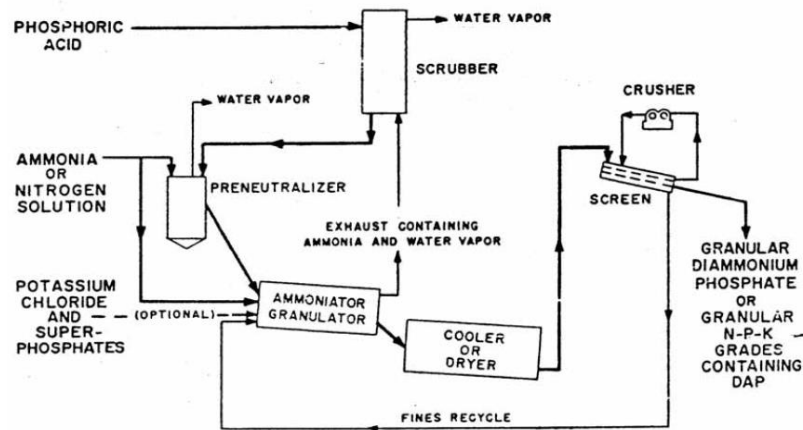 PHOSPHORIC
ACID
WATER VAPOR
SCRUBBER
WATER VAPOR
CRUSHER
AMMONIA
OR
NITROGEN
SOLUTION
PRENEUTRALIZER
SCREEN
EXHAUST CONTAINING
AMMONIA AND WATER VAPOR
POTASSIUM
CHLORIDE
AND
SUPER-
PHOSPHATES
(OPTIONAL)
AMMONIATOR
GRANULATOR
COOLER
OR
DRYER
GRANULAR
DIAMMONIUM
PHOSPHATE
OR
GRANULAR
N-P-K
GRADES
CONTAINING
DAP
FINES RECYCLE